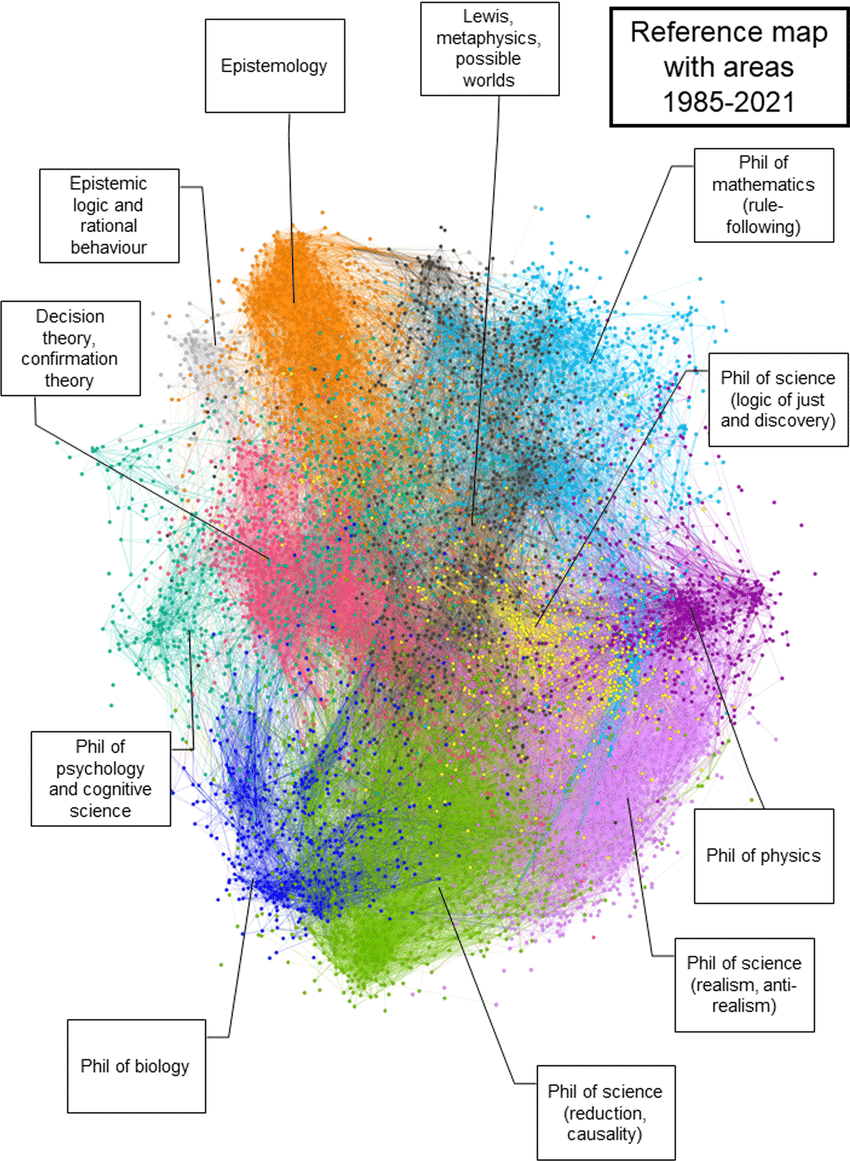 Lewis,
metaphysics,
possible
worlds
Reference map
with areas
1985-2021
Epistemology
Phil of
mathematics
(rule-
following)
Epistemic
logic and
rational
behaviour
Decision
theory,
confirmation
theory
Phil of science
(logic of just
and discovery)
Phil of
psychology
and cognitive
science
Phil of physics
Phil of science
(realism, anti-
realism)
Phil of biology
Phil of science
(reduction,
causality)